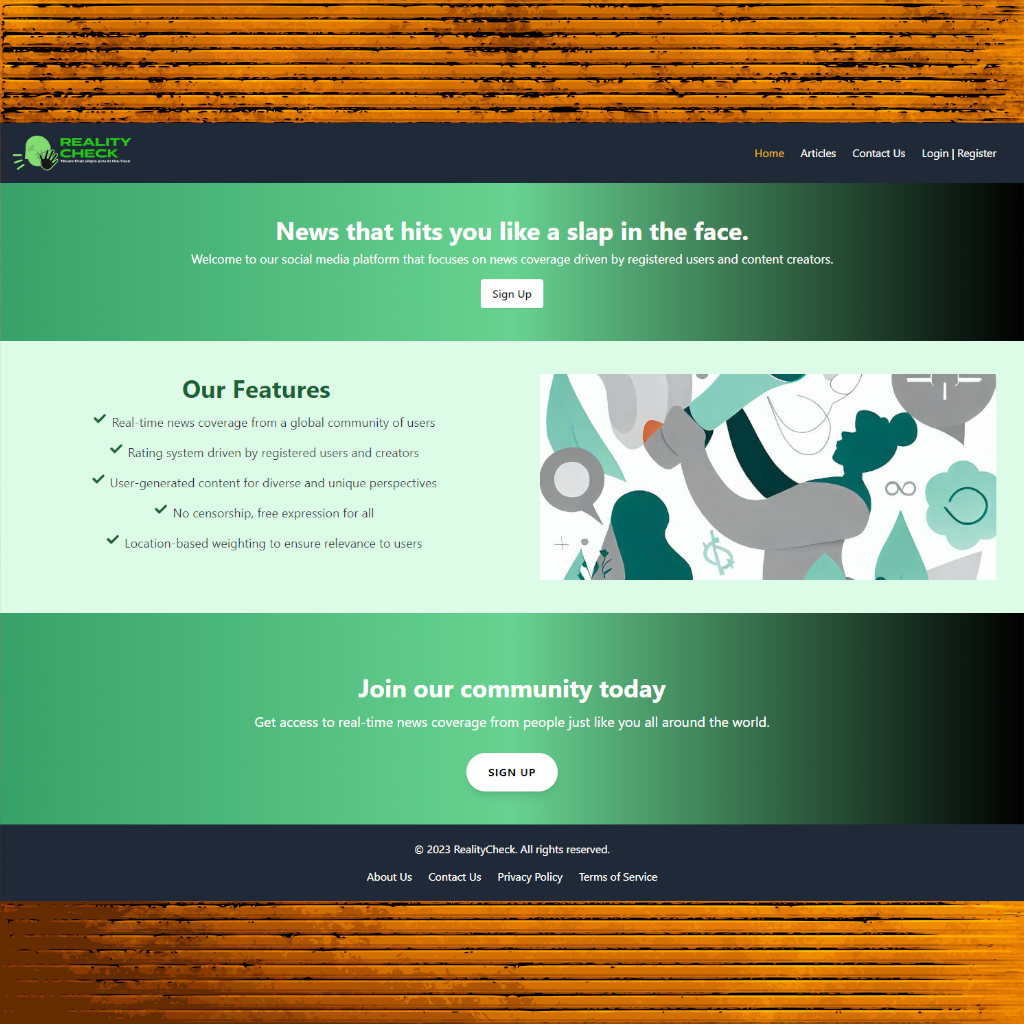 REALITY
CHECK
News that slaps you in the face
Home Articles Contact Us Login | Register
News that hits you like a slap in the face.
Welcome to our social media platform that focuses on news coverage driven by registered users and content creators.
Sign Up
Our Features
Real-time news coverage from a global community of users
Rating system driven by registered users and creators
User-generated content for diverse and unique perspectives
No censorship, free expression for all
Location-based weighting to ensure relevance to users
Join our community today
Get access to real-time news coverage from people just like you all around the world.
SIGN UP
© 2023 RealityCheck. All rights reserved.
About Us Contact Us Privacy Policy Terms of Service